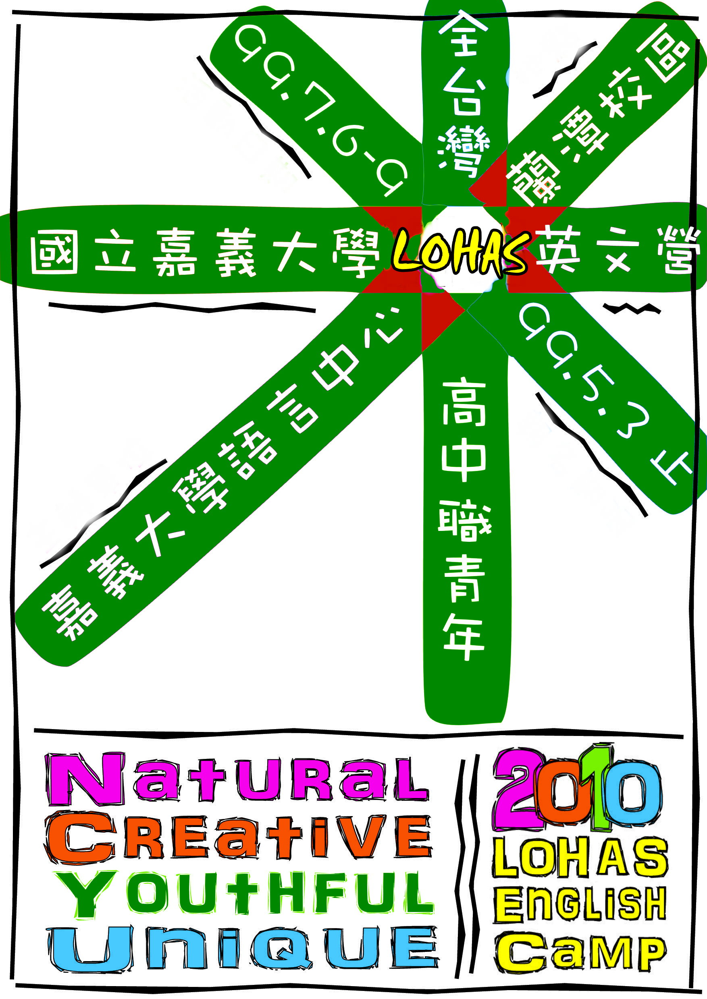 99.7.6-9
全台灣
蘭潭校區
國立嘉義大學LOHAS英文營
嘉義大學語言中心
高中職青年
99.5.3止
Natural
Creative
Youthful
Unique
2010
LOHAS
English
Camp